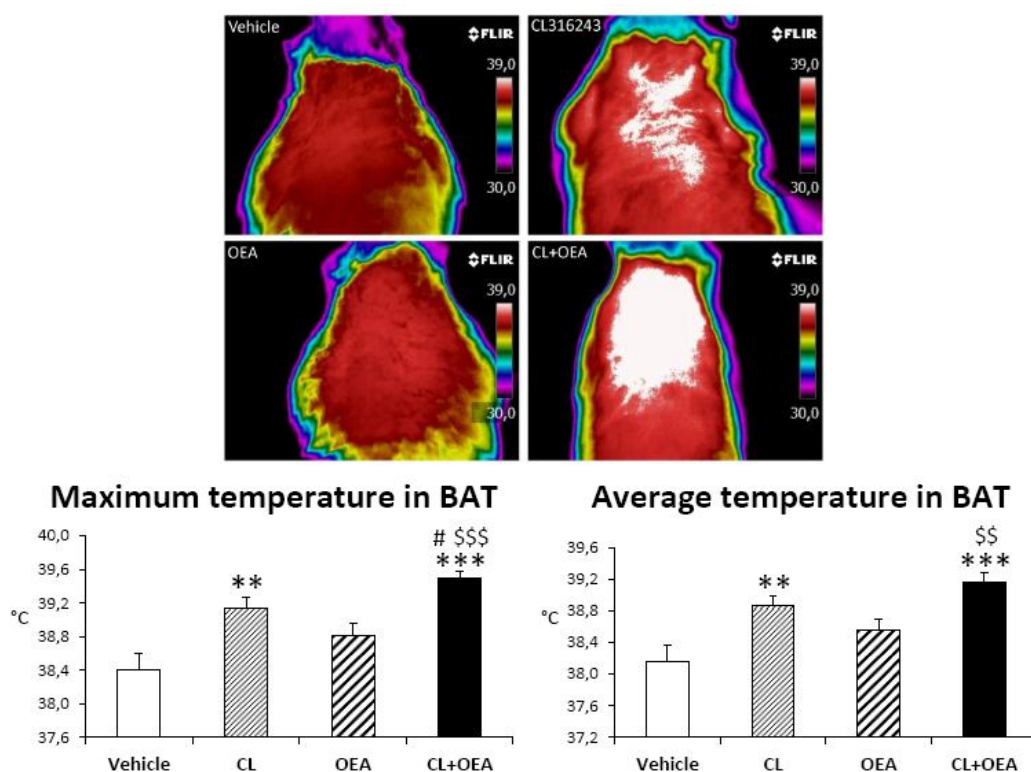 Vehicle
FLIR
39,0
30,0
CL316243
FLIR
39,0
30,0
OEA
FLIR
39,0
30,0
CL+OEA
FLIR
39,0
30,0
Maximum temperature in BAT
40,0
39,6
39,2
38,8
38,4
38,0
37,6
°C
**
# $$$
***
Vehicle CL OEA CL+OEA
Average temperature in BAT
39,6
39,2
38,8
38,4
38,0
37,6
37,2
°C
**
$$
***
Vehicle CL OEA CL+OEA